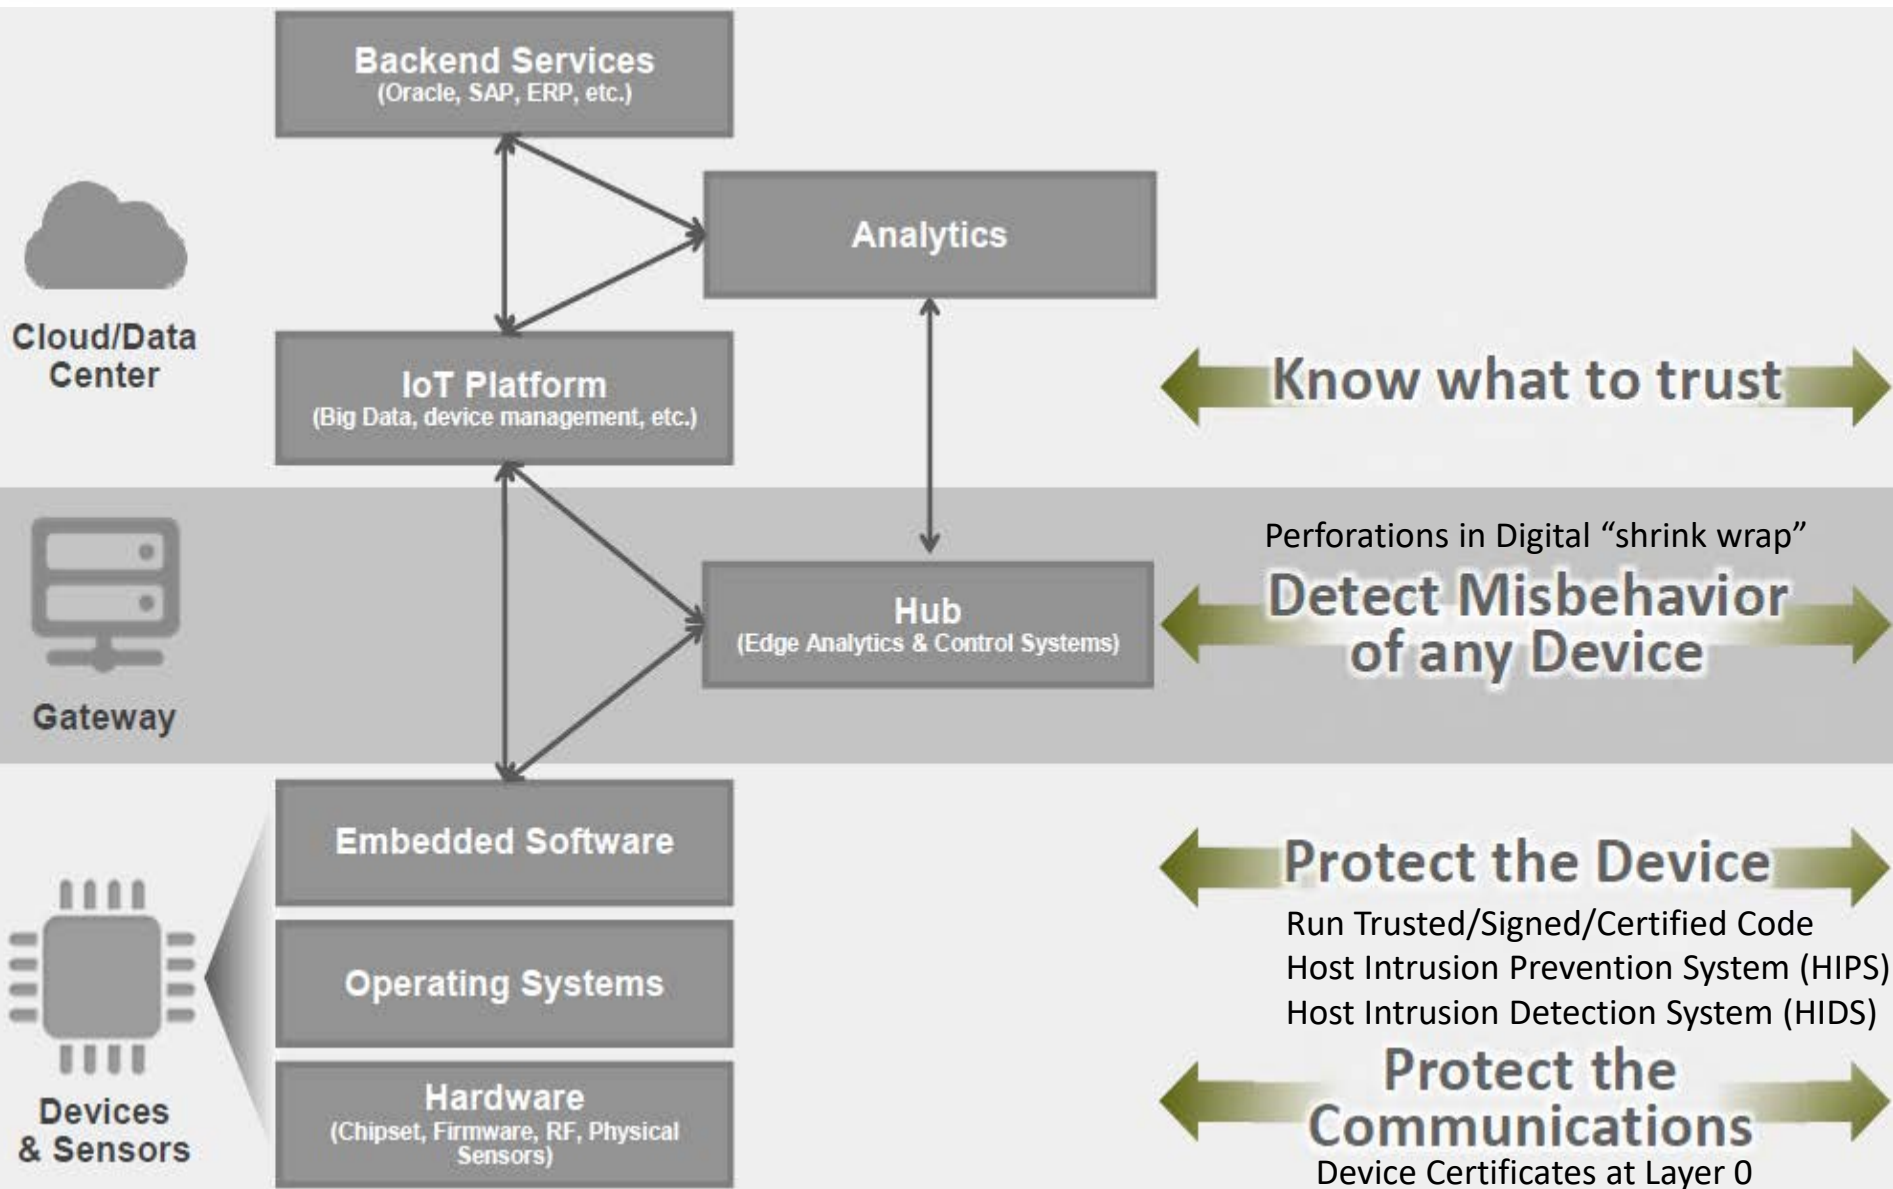 Backend Services
(Oracle, SAP, ERP, etc.)
Analytics
Cloud/Data
Center
IoT Platform
(Big Data, device management, etc.)
Know what to trust
Perforations in Digital “shrink wrap”
Detect Misbehavior
of any Device
Hub
(Edge Analytics & Control Systems)
Gateway
Embedded Software
Protect the Device
Run Trusted/Signed/Certified Code
Host Intrusion Prevention System (HIPS)
Host Intrusion Detection System (HIDS)
Operating Systems
Devices
& Sensors
Hardware
(Chipset, Firmware, RF, Physical
Sensors)
Protect the
Communications
Device Certificates at Layer 0